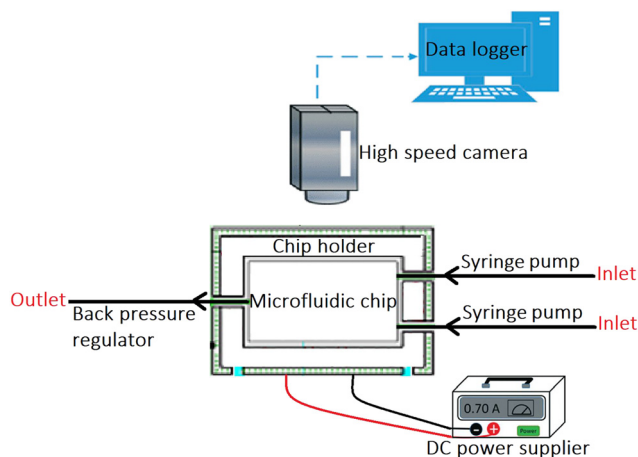 Data logger
High speed camera
Chip holder
Syringe pump
Inlet
Outlet
Microfluidic chip
Back pressure
regulator
Syringe pump
Inlet
0.70 A
Power
DC power supplier